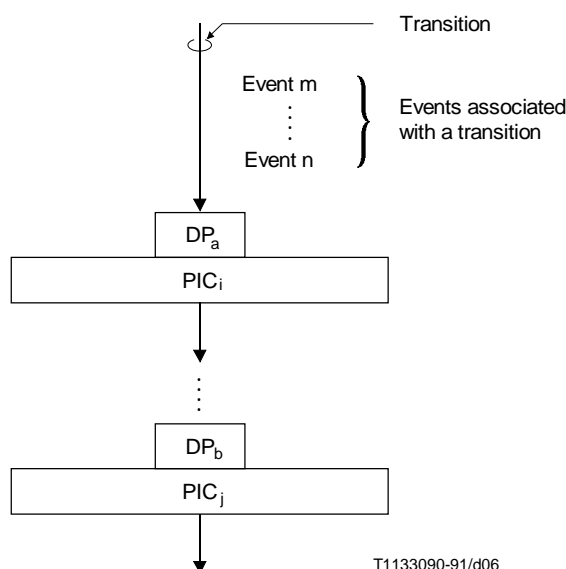 Transition
Event m
Events associated
with a transition
Event n
DPa
PICi
DPb
PICj
T1133090-91/d06